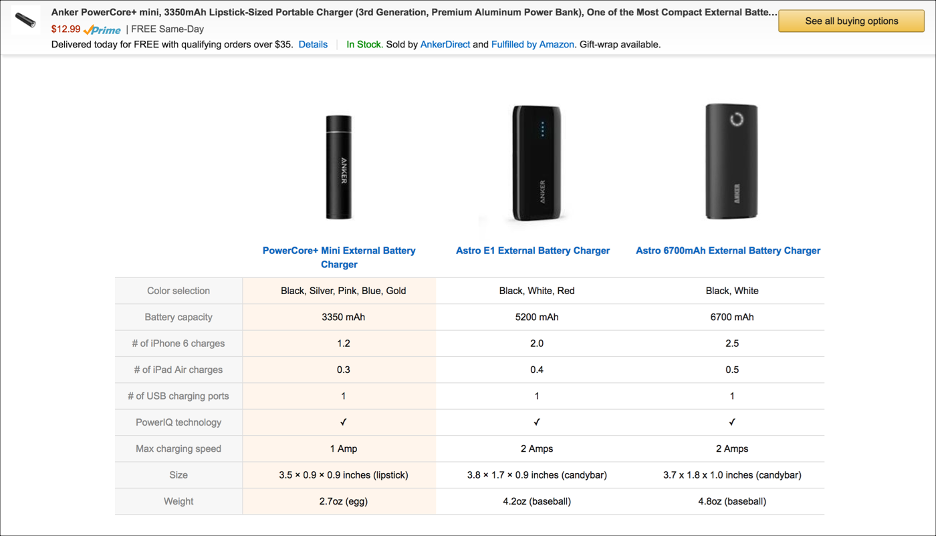 Anker PowerCore+ mini, 3350mAh Lipstick-Sized Portable Charger (3rd Generation, Premium Aluminum Power Bank), One of the Most Compact External Batte...
See all buying options
$12.99 Prime | FREE Same-Day
Delivered today for FREE with qualifying orders over $35. Details | In Stock. Sold by AnkerDirect and Fulfilled by Amazon. Gift-wrap available.
ANKER
ANKER
ANKER
PowerCore+ Mini External Battery Charger
Astro E1 External Battery Charger
Astro 6700mAh External Battery Charger
Color selection Black, Silver, Pink, Blue, Gold Black, White, Red Black, White
Battery capacity 3350 mAh 5200 mAh 6700 mAh
# of iPhone 6 charges 1.2 2.0 2.5
# of iPad Air charges 0.3 0.4 0.5
# of USB charging ports 1 1 1
PowerIQ technology ✓ ✓ ✓
Max charging speed 1 Amp 2 Amps 2 Amps
Size 3.5 × 0.9 × 0.9 inches (lipstick) 3.8 × 1.7 × 0.9 inches (candybar) 3.7 x 1.8 x 1.0 inches (candybar)
Weight 2.7oz (egg) 4.2oz (baseball) 4.8oz (baseball)